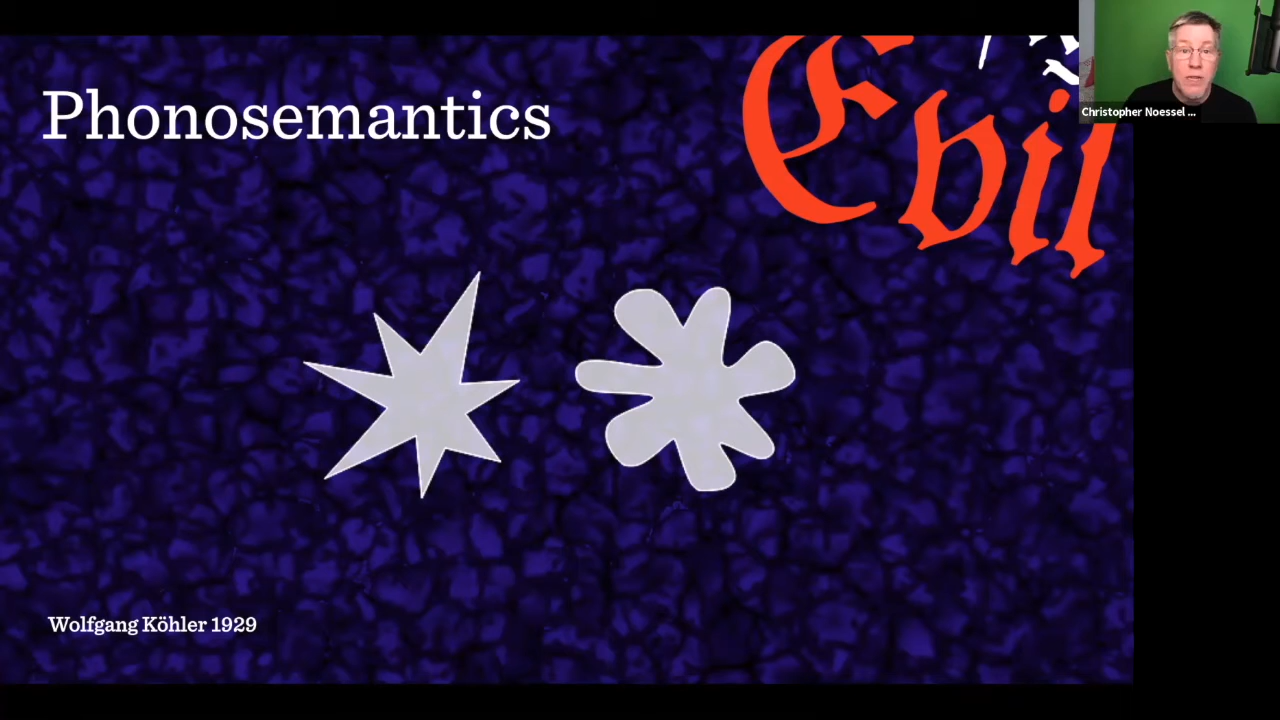 Phonosemantics
Evil
Christopher Noessel ...
Wolfgang Köhler 1929